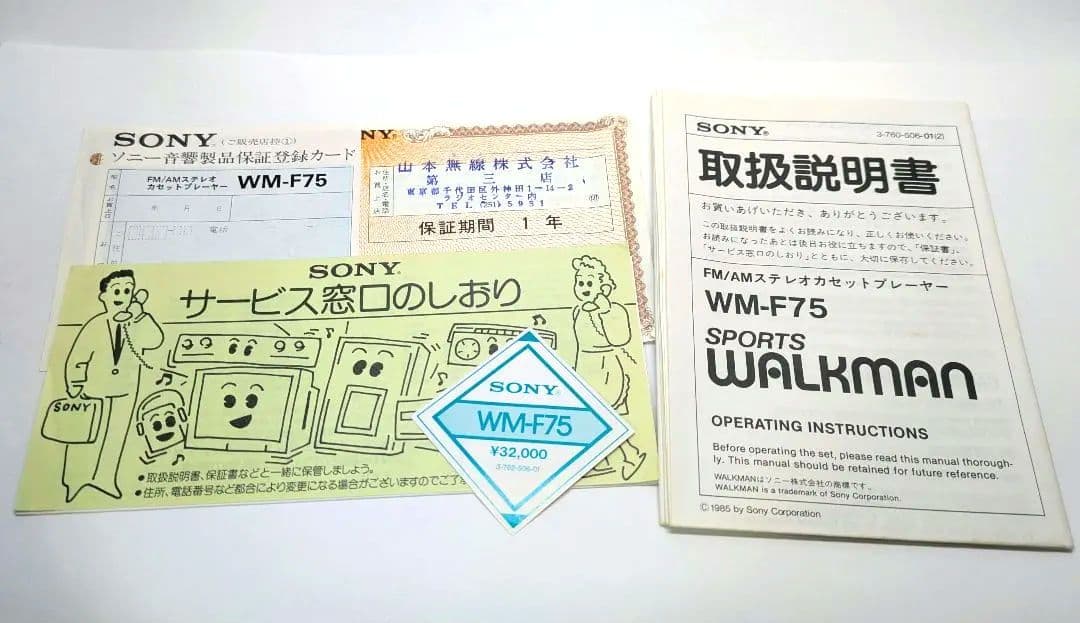 SONY® (ご販売店控①)
ソニー音響製品保証登録カード
FM/AMステレオ
カセットプレーヤー WM-F75
年 月 日
電話
NY®
山本無線株式会社
第三店
東京都千代田区外神田1-14-2
ラジオセンター内
TEL (251) 5951
保証期間 1 年
SONY®
サービス窓口のしおり
SONY
●取扱説明書、保証書などと一緒に保管しましょう。
●住所、電話番号など都合により変更になる場合がございますのでご了
SONY®
WM-F75
¥32,000
3-762-506-01
SONY® 3-760-506-01(2)
取扱説明書
お買いあげいただき、ありがとうございます。
この取扱説明書をよくお読みになり、正しくお使いください。
お読みになったあとは後日お役に立ちますので、「保証書」、
「サービス窓口のしおり」とともに、大切に保存してください。
FM/AMステレオカセットプレーヤー
WM-F75
SPORTS
WALKMAN
OPERATING INSTRUCTIONS
Before operating the set, please read this manual thorough-
ly. This manual should be retained for future reference.
WALKMANはソニー株式会社の商標です。
WALKMAN is a trademark of Sony Corporation.
©1985 by Sony Corporation